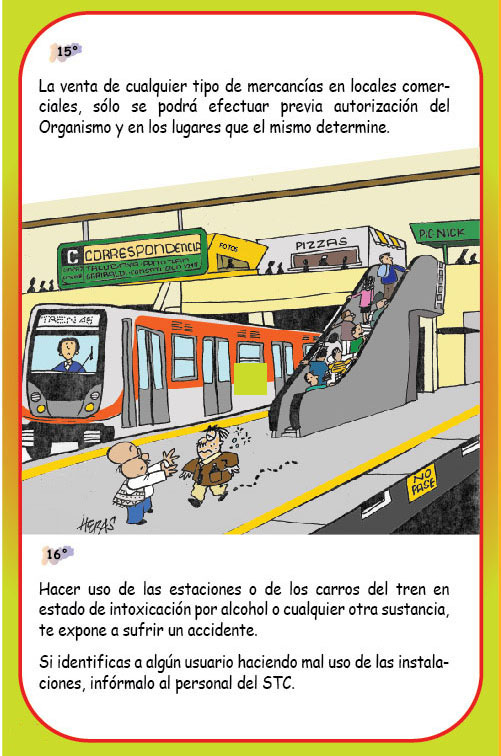 15°
La venta de cualquier tipo de mercancías en locales comer-
ciales, sólo se podrá efectuar previa autorización del
Organismo y en los lugares que el mismo determine.
C CORRESPONDENCIA
FOTOS
PIZZAS
PIC NICK
TREN 46
NO
PASE
HERAS
16°
Hacer uso de las estaciones o de los carros del tren en
estado de intoxicación por alcohol o cualquier otra sustancia,
te expone a sufrir un accidente.
Si identificas a algún usuario haciendo mal uso de las instala-
ciones, infórmalo al personal del STC.